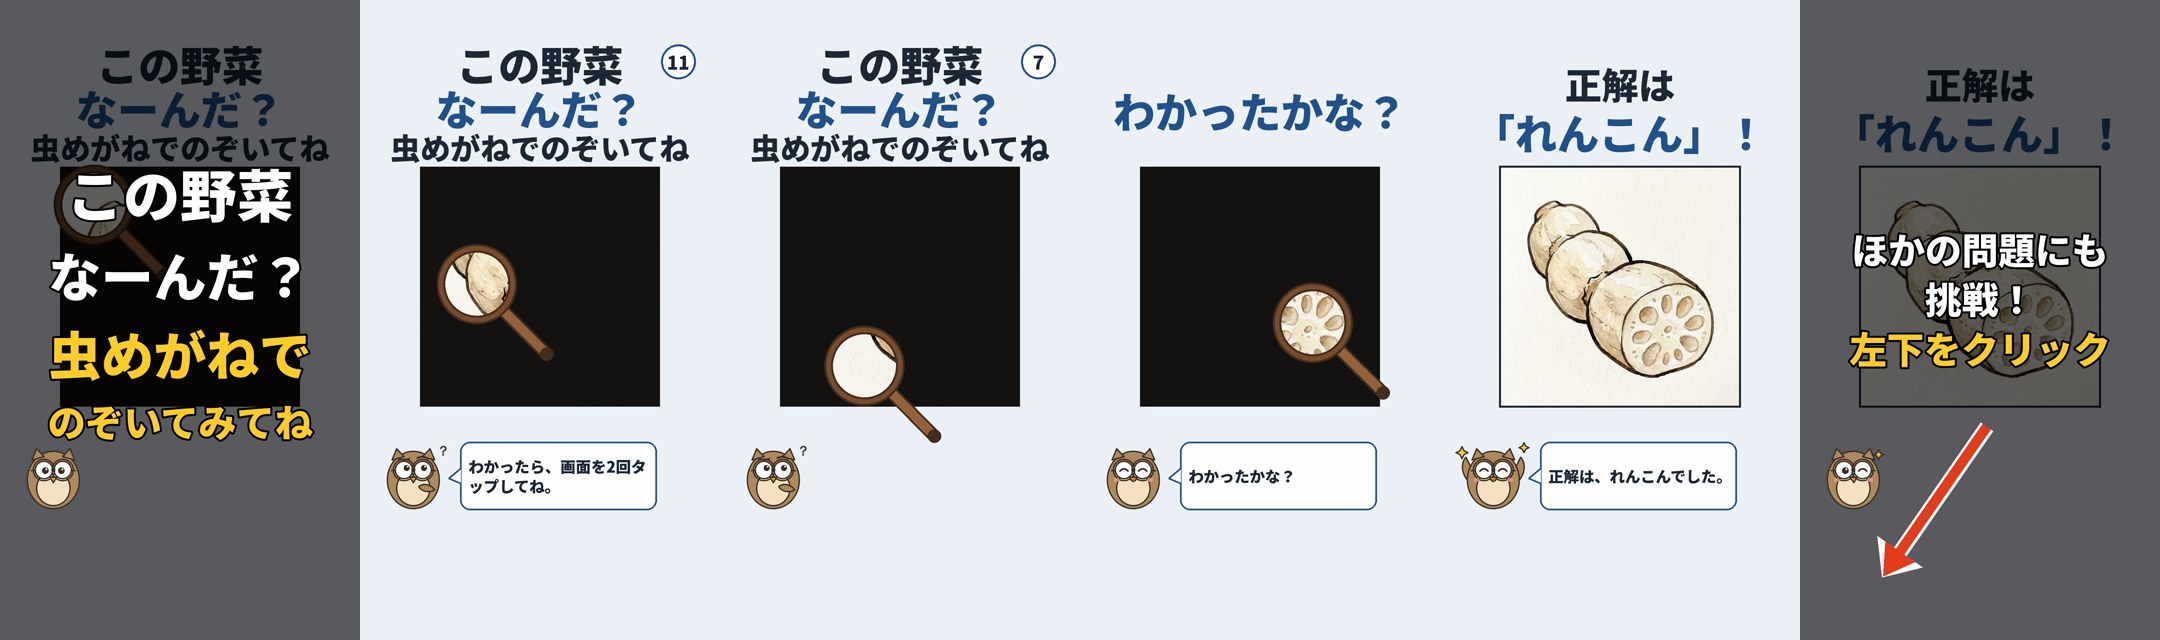 この野菜
なーんだ？
虫めがねでのぞいてね
この野菜
なーんだ？
虫めがねで
のぞいてみてね
この野菜
11
なーんだ？
虫めがねでのぞいてね
?
わかったら、画面を2回タ
ップしてね。
この野菜
7
なーんだ？
虫めがねでのぞいてね
?
わかったかな？
わかったかな？
正解は
「れんこん」！
正解は、れんこんでした。
正解は
「れんこん」！
ほかの問題にも
挑戦！
左下をクリック